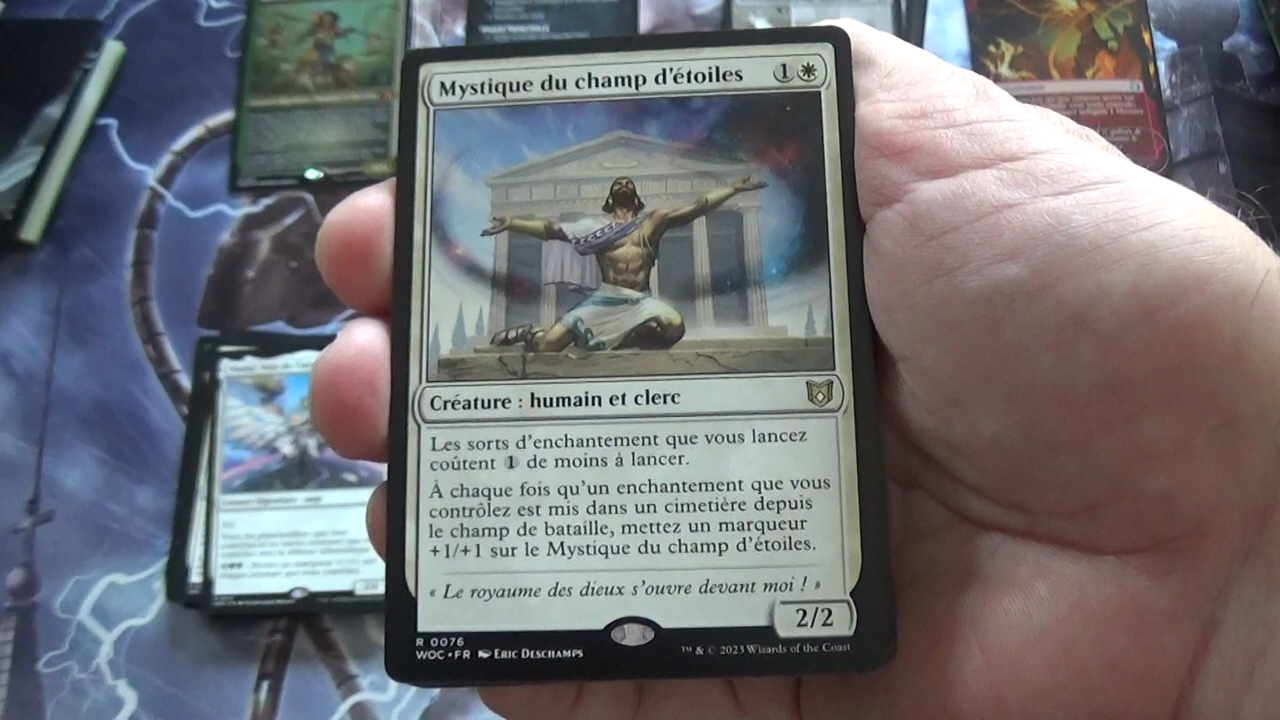 Mystique du champ d'étoiles 1
Créature : humain et clerc
Les sorts d'enchantement que vous lancez
coûtent 1 de moins à lancer.
À chaque fois qu'un enchantement que vous
contrôlez est mis dans un cimetière depuis
le champ de bataille, mettez un marqueur
+1/+1 sur le Mystique du champ d'étoiles.
« Le royaume des dieux s'ouvre devant moi ! »
2/2
R 0076
WOC • FR Eric Deschamps
™ & © 2023 Wizards of the Coast